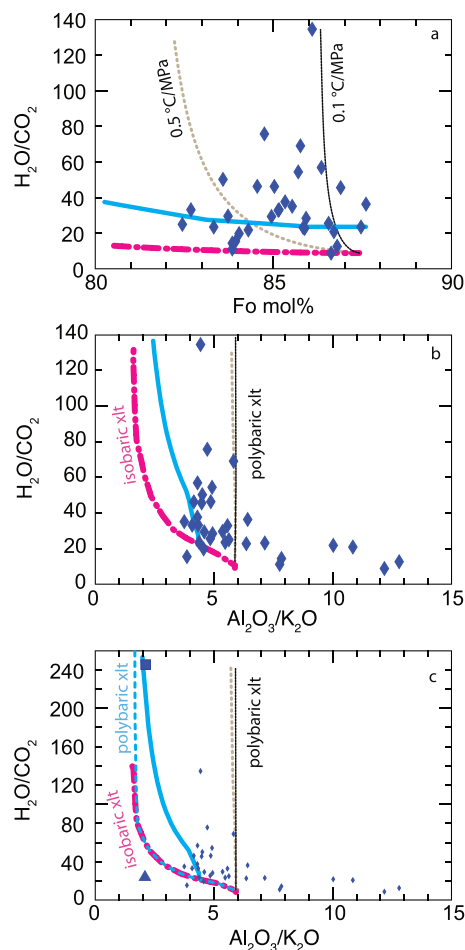 140
120
100
80
60
40
20
0
H₂O/CO₂
a
0.5 °C/MPa
0.1 °C/MPa
80
85
90
Fo mol%
140
120
100
80
60
40
20
0
H₂O/CO₂
b
isobaric xlt
polybaric xlt
0
5
10
15
Al₂O₃/K₂O
240
200
160
120
80
40
0
H₂O/CO₂
c
polybaric xlt
isobaric xlt
polybaric xlt
0
5
10
15
Al₂O₃/K₂O